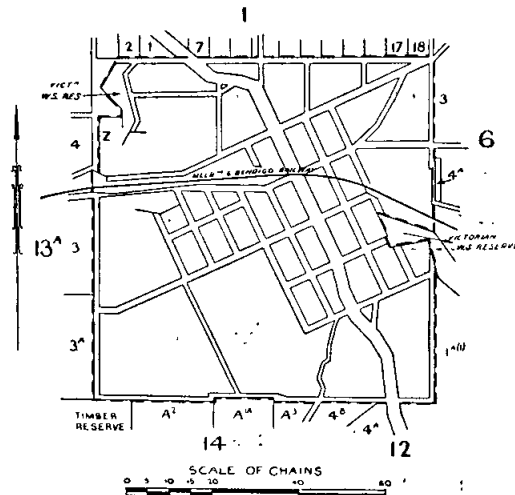 1
2 1 7 17 18
VICTN
W.S. RES
3
Z
4
6
MELB & BENDIGO RAILWAY
4A
13A
3
VICTORIAN
W.S. RESERVE
3A
1A(1)
TIMBER
RESERVE
A2 A1A A3 4B 4A
14 12
SCALE OF CHAINS
0 5 10 15 20 40 60